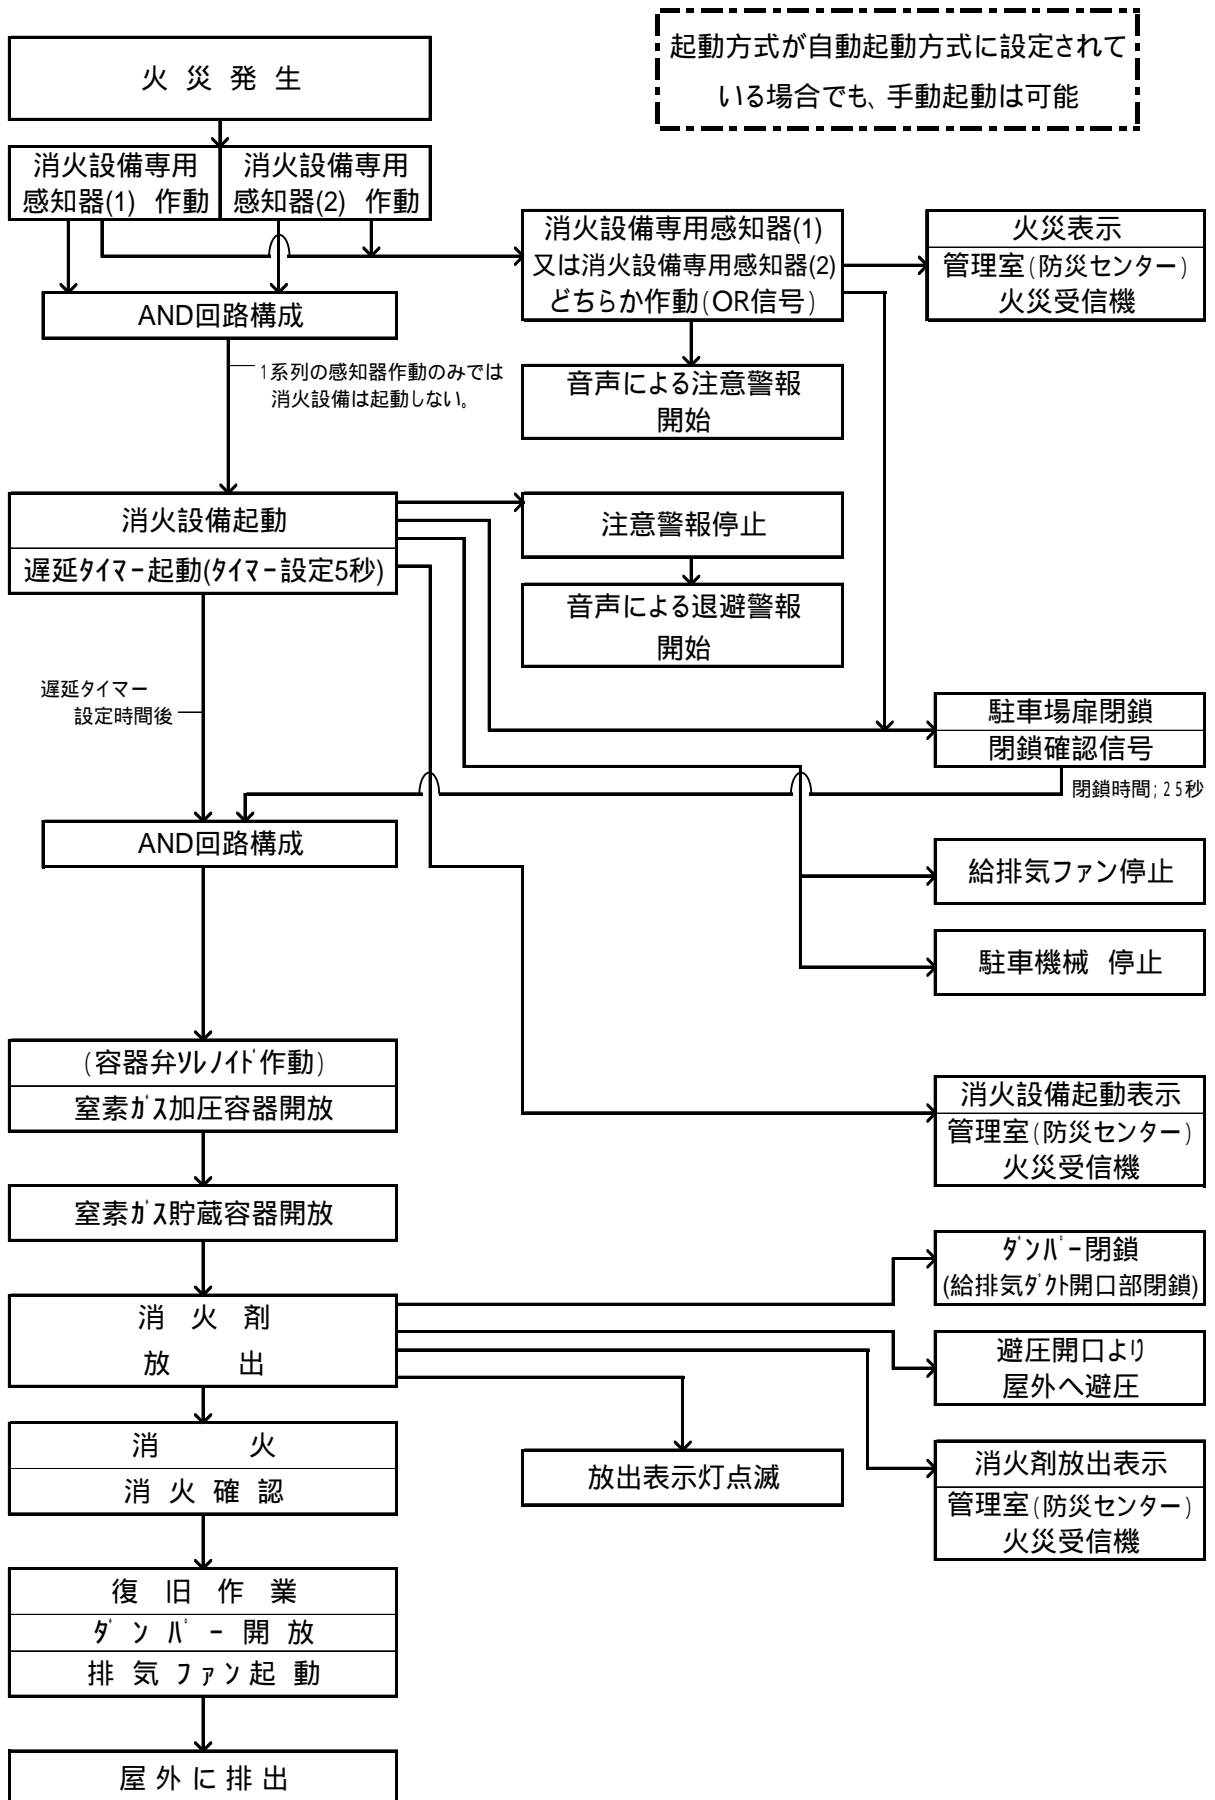 起動方式が自動起動方式に設定されて
いる場合でも、手動起動は可能
火 災 発 生
消火設備専用
感知器(1) 作動
消火設備専用
感知器(2) 作動
消火設備専用感知器(1)
又は消火設備専用感知器(2)
どちらか作動(OR信号)
火災表示
管理室(防災センター)
火災受信機
AND回路構成
1系列の感知器作動のみでは
消火設備は起動しない。
音声による注意警報
開始
消火設備起動
遅延ﾀｲﾏｰ起動(ﾀｲﾏｰ設定5秒)
注意警報停止
音声による退避警報
開始
遅延タイマー
設定時間後
駐車場扉閉鎖
閉鎖確認信号
閉鎖時間;25秒
AND回路構成
給排気ファン停止
駐車機械 停止
(容器弁ｿﾚﾉｲﾄﾞ作動)
窒素ｶﾞｽ加圧容器開放
消火設備起動表示
管理室(防災センター)
火災受信機
窒素ｶﾞｽ貯蔵容器開放
ﾀﾞﾝﾊﾟｰ閉鎖
(給排気ﾀﾞｸﾄ開口部閉鎖)
消 火 剤
放 出
避圧開口より
屋外へ避圧
消 火
消 火 確 認
放出表示灯点滅
消火剤放出表示
管理室(防災センター)
火災受信機
復 旧 作 業
ﾀﾞ ﾝ ﾊﾟ ｰ 開 放
排 気 ﾌ ｧ ﾝ 起 動
屋 外 に 排 出